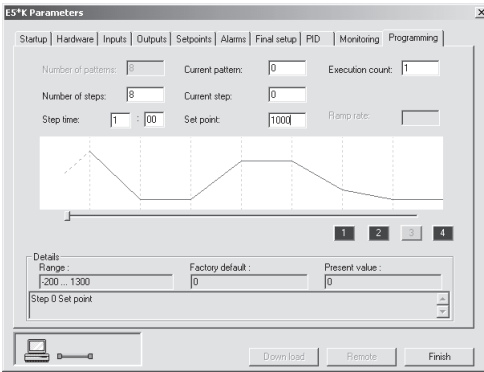 ES*K Parameters
Startup Hardware Inputs Outputs Setpoints Alarms Final setup PID Monitoring Programming
Number of patterns: 8 Current pattern: 0 Execution count: 1
Number of steps: 8 Current step: 0
Step time: 1 : 00 Set point: 1000 Ramp rate:
1 2 3 4
Details
Range : Factory default : Present value :
-200 ... 1300 0 0
Step 0 Set point
Down load Remote Finish